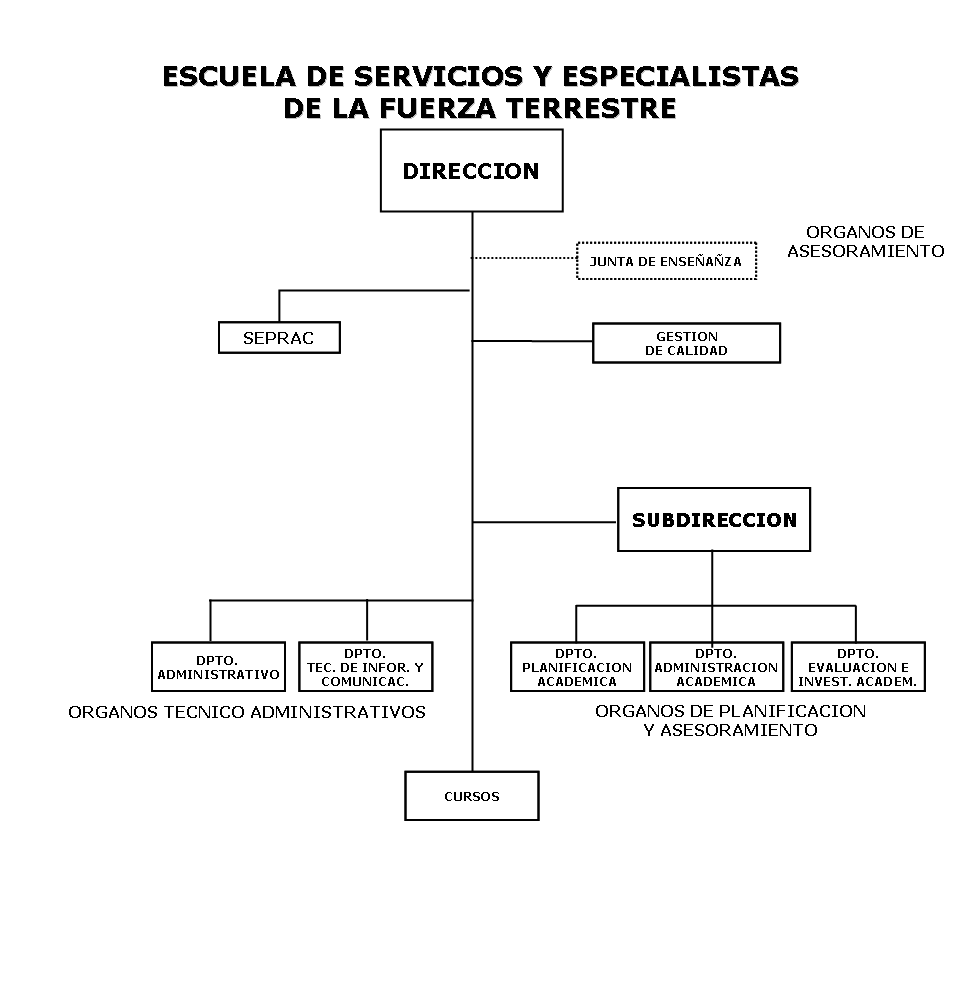 ESCUELA DE SERVICIOS Y ESPECIALISTAS
DE LA FUERZA TERRESTRE
DIRECCION
ORGANOS DE
ASESORAMIENTO
JUNTA DE ENSEÑAÑZA
SEPRAC
GESTION
DE CALIDAD
SUBDIRECCION
DPTO.
ADMINISTRATIVO
DPTO.
TEC. DE INFOR. Y
COMUNICAC.
DPTO.
PLANIFICACION
ACADEMICA
DPTO.
ADMINISTRACION
ACADEMICA
DPTO.
EVALUACION E
INVEST. ACADEM.
ORGANOS TECNICO ADMINISTRATIVOS
ORGANOS DE PLANIFICACION
Y ASESORAMIENTO
CURSOS